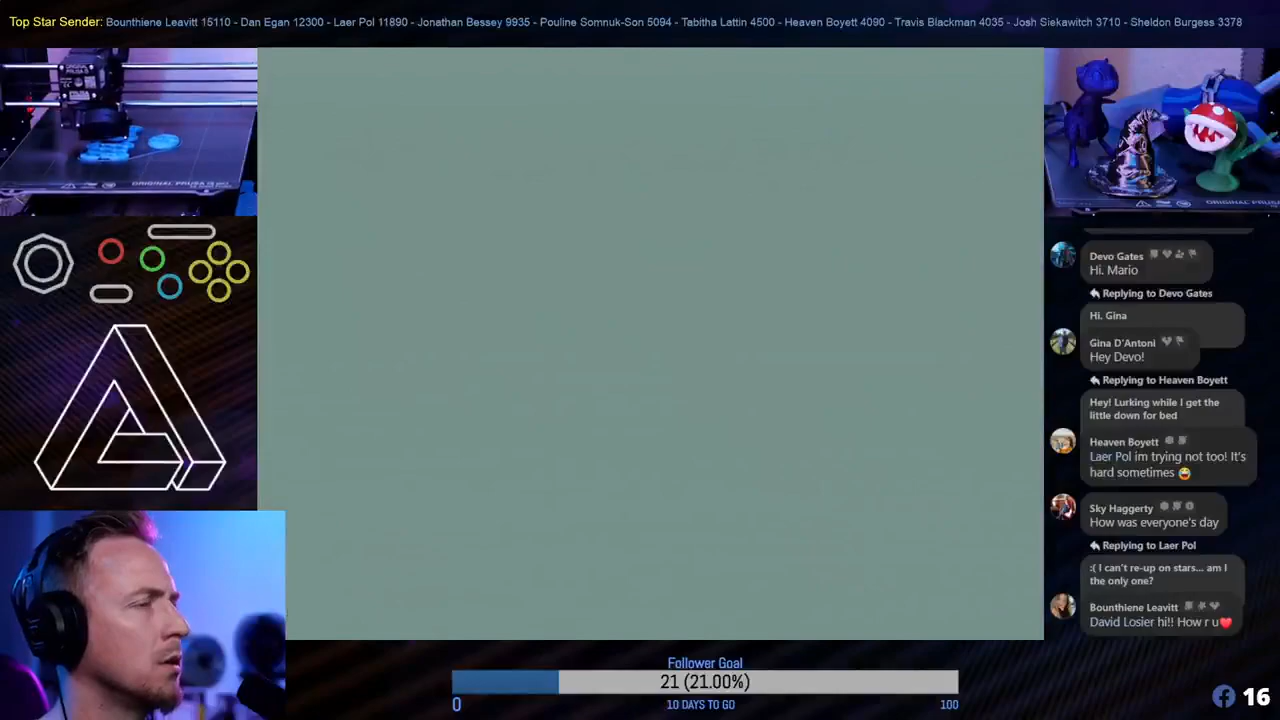 Top Star Sender: Bounthiene Leavitt 15110 - Dan Egan 12300 - Laer Pol 11890 - Jonathan Bessey 9935 - Pouline Somnuk-Son 5094 - Tabitha Lattin 4500 - Heaven Boyett 4090 - Travis Blackman 4035 - Josh Siekawitch 3710 - Sheldon Burgess 3378
ORIGINAL PRUSA
ORIGINAL PRUSA
Devo Gates
Hi. Mario
Replying to Devo Gates
Hi. Gina
Gina D'Antoni
Hey Devo!
Replying to Heaven Boyett
Hey! Lurking while I get the
little down for bed
Heaven Boyett
Laer Pol im trying not too! It's
hard sometimes 😂
Sky Haggerty
How was everyone's day
Replying to Laer Pol
:( I can't re-up on stars... am I
the only one?
Bounthiene Leavitt
David Losier hi!! How r u❤️
Follower Goal
21 (21.00%)
0
10 DAYS TO GO
100
16